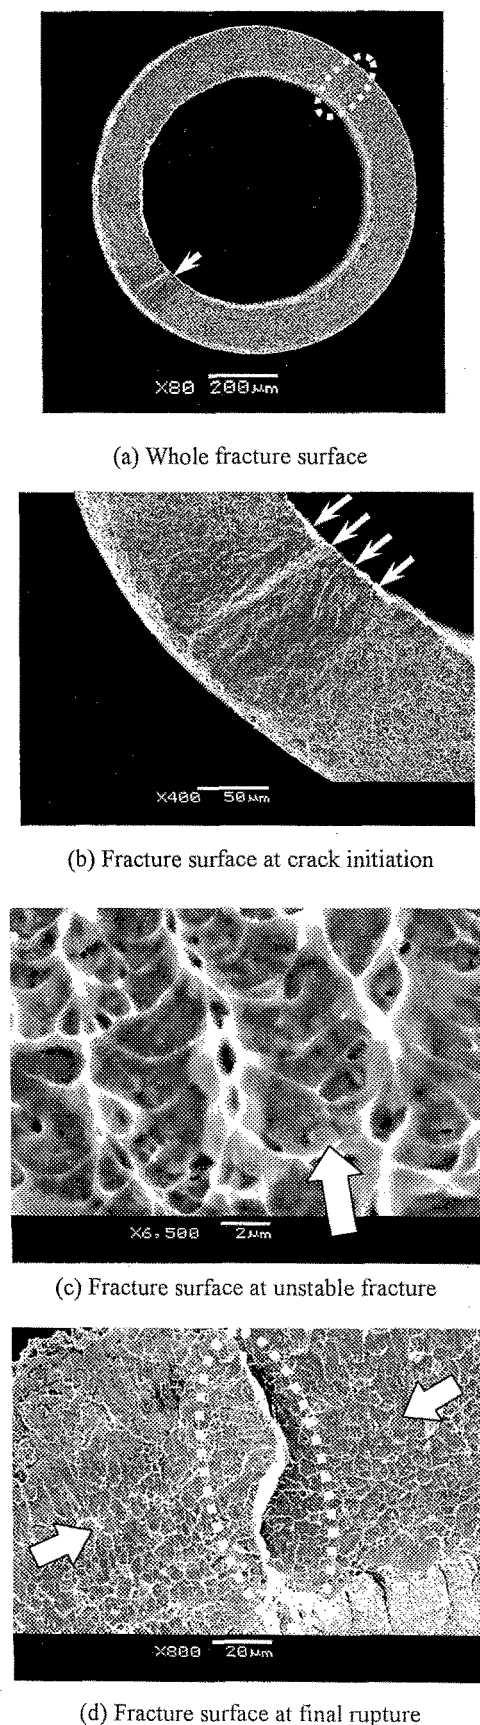 X80 200μm
(a) Whole fracture surface
X400 50μm
(b) Fracture surface at crack initiation
X6,500 2μm
(c) Fracture surface at unstable fracture
X800 20μm
(d) Fracture surface at final rupture